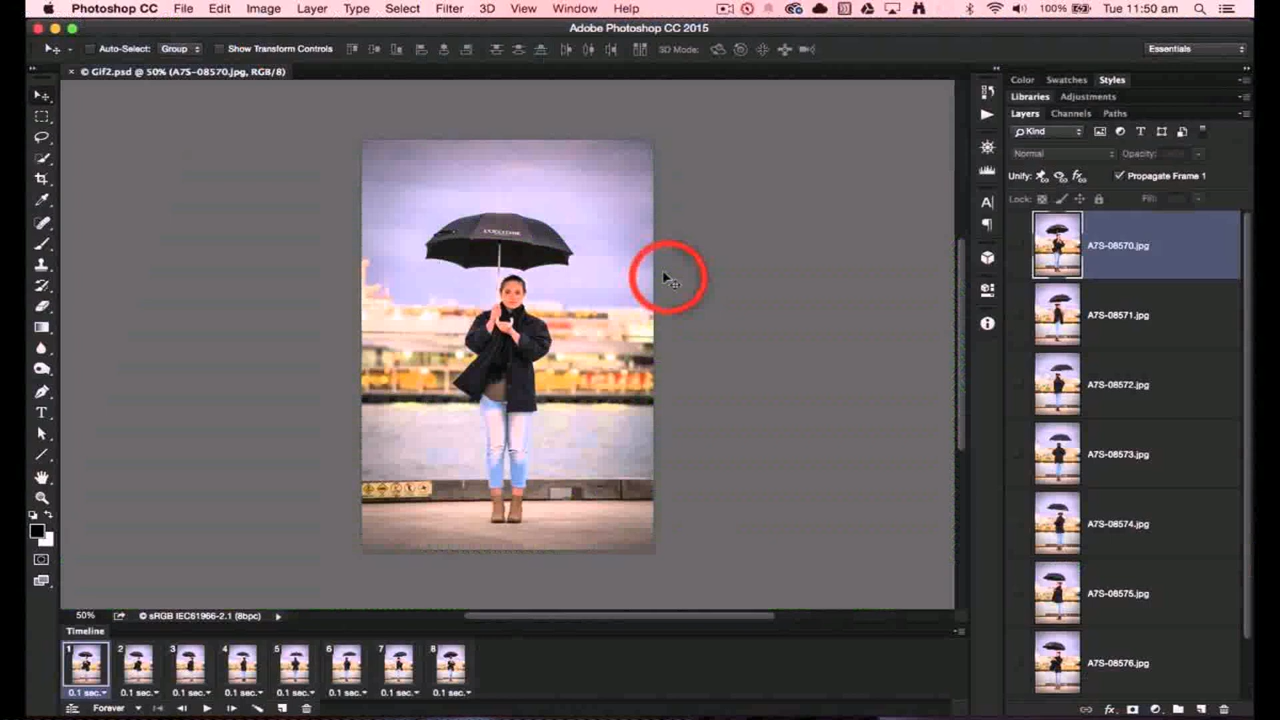 Photoshop CC File Edit Image Layer Type Select Filter 3D View Window Help 100% Tue 11:50 am
Adobe Photoshop CC 2015
Auto-Select: Group Show Transform Controls 3D Mode: Essentials
× © Gif2.psd @ 50% (A7S-08570.jpg, RGB/8)
Color Swatches Styles
Libraries Adjustments
Layers Channels Paths
Kind
Normal Opacity:
Unify: Propagate Frame 1
Lock: Fill:
A7S-08570.jpg
A7S-08571.jpg
A7S-08572.jpg
A7S-08573.jpg
A7S-08574.jpg
A7S-08575.jpg
A7S-08576.jpg
L'OCCITANE
50% © sRGB IEC61966-2.1 (8bpc)
Timeline
1 2 3 4 5 6 7 8
0.1 sec. 0.1 sec. 0.1 sec. 0.1 sec. 0.1 sec. 0.1 sec. 0.1 sec. 0.1 sec.
Forever